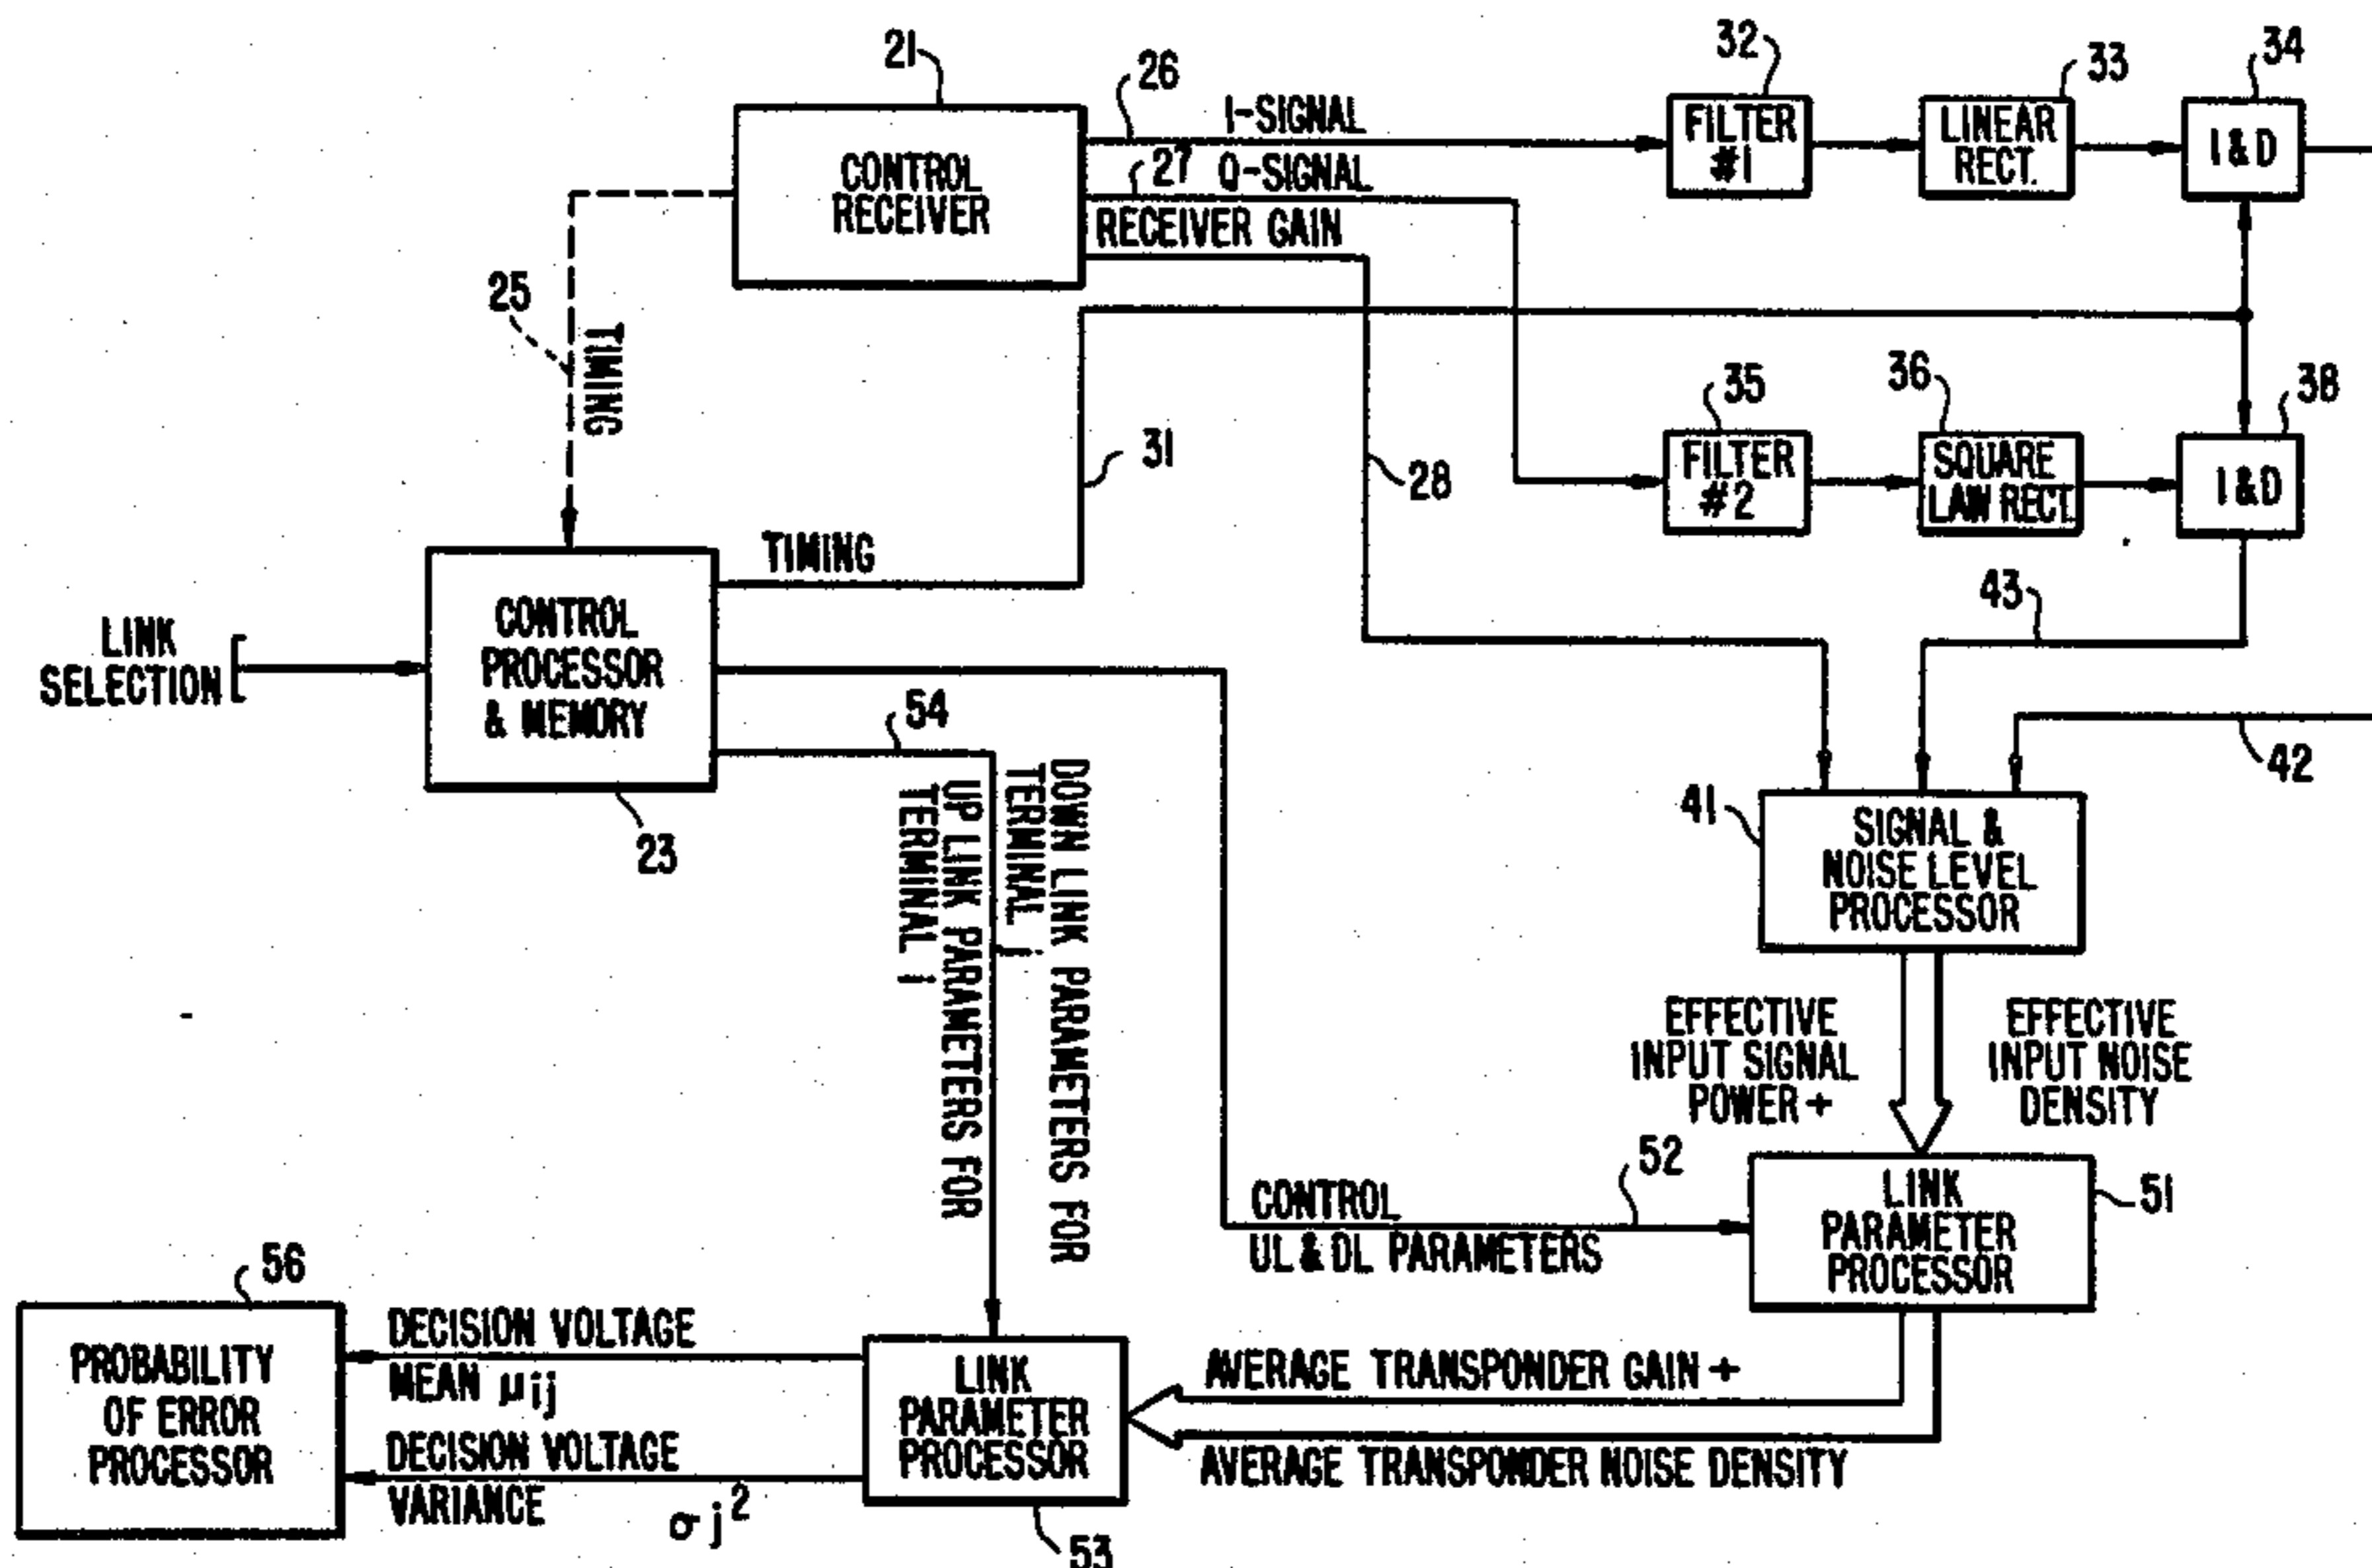 21
26
I-SIGNAL
27
Q-SIGNAL
RECEIVER GAIN
CONTROL
RECEIVER
32
FILTER
#1
33
LINEAR
RECT.
34
I & D
25
TIMING
31
28
35
FILTER
#2
36
SQUARE
LAW RECT
38
I & D
TIMING
LINK
SELECTION
CONTROL
PROCESSOR
& MEMORY
23
54
DOWN LINK PARAMETERS FOR
TERMINAL j
UP LINK PARAMETERS FOR
TERMINAL i
43
42
41
SIGNAL &
NOISE LEVEL
PROCESSOR
EFFECTIVE
INPUT SIGNAL
POWER +
EFFECTIVE
INPUT NOISE
DENSITY
52
CONTROL
UL & DL PARAMETERS
LINK
PARAMETER
PROCESSOR
51
56
PROBABILITY
OF ERROR
PROCESSOR
DECISION VOLTAGE
MEAN μij
DECISION VOLTAGE
VARIANCE σj²
LINK
PARAMETER
PROCESSOR
53
AVERAGE TRANSPONDER GAIN +
AVERAGE TRANSPONDER NOISE DENSITY